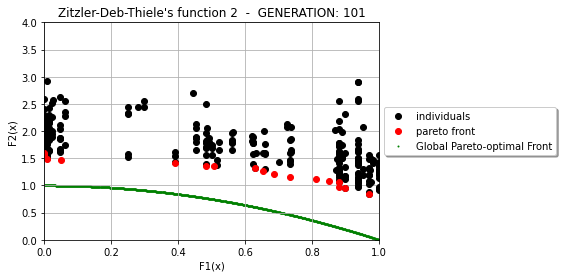 Zitzler-Deb-Thiele's function 2 - GENERATION: 101
4.0
3.5
3.0
2.5
2.0
1.5
1.0
0.5
0.0
F2(x)
0.0 0.2 0.4 0.6 0.8 1.0
F1(x)
individuals
pareto front
Global Pareto-optimal Front